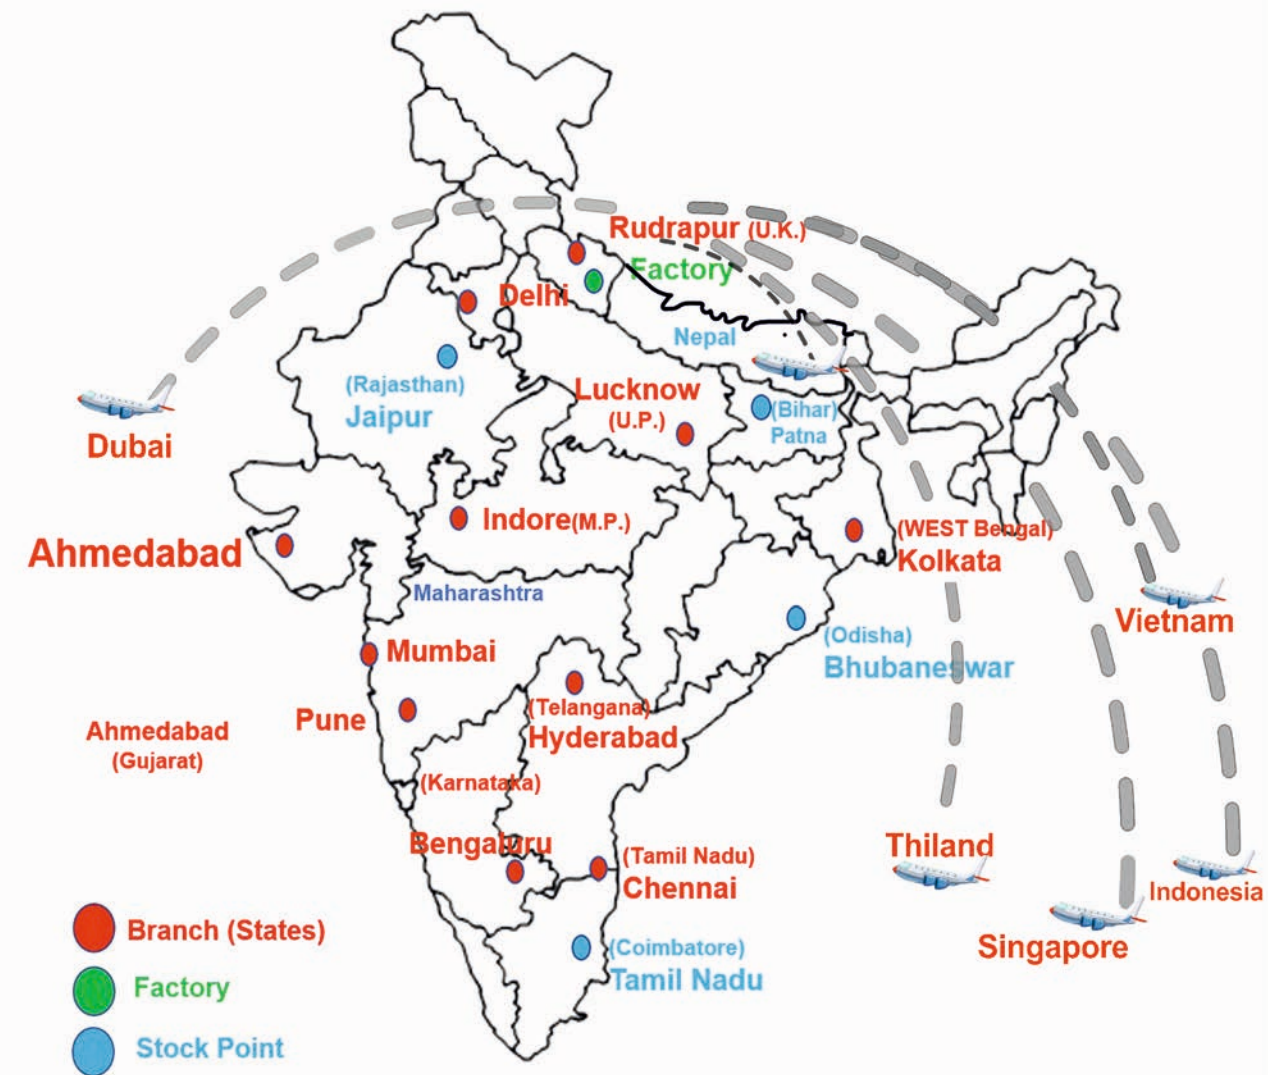 Rudrapur (U.K.)
Factory
Delhi
Nepal
(Rajasthan)
Jaipur
Lucknow
(U.P.)
(Bihar)
Patna
Dubai
Indore(M.P.)
(WEST Bengal)
Kolkata
Ahmedabad
Maharashtra
Vietnam
(Odisha)
Bhubaneswar
Mumbai
Pune
(Telangana)
Hyderabad
Ahmedabad
(Gujarat)
(Karnataka)
Bengaluru
(Tamil Nadu)
Chennai
Thiland
Indonesia
Singapore
(Coimbatore)
Tamil Nadu
Branch (States)
Factory
Stock Point